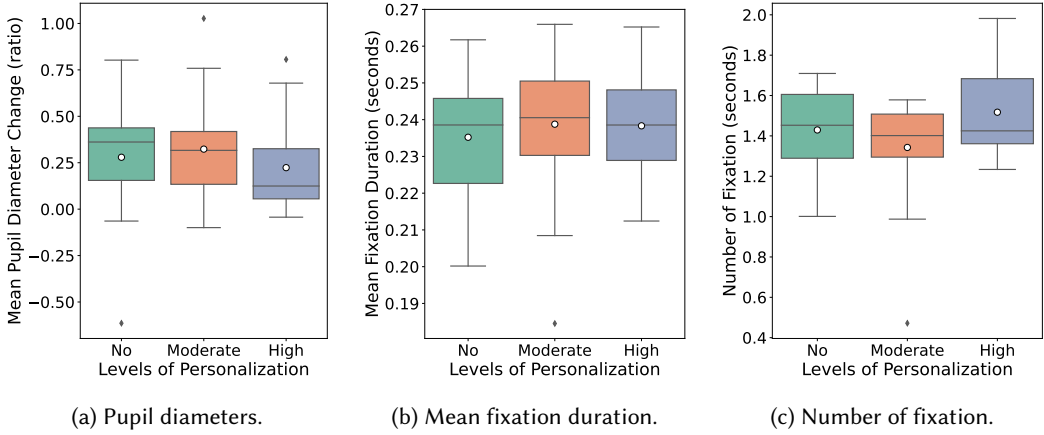 Mean Pupil Diameter Change (ratio)
1.00
0.75
0.50
0.25
0.00
−0.25
−0.50
No Moderate High
Levels of Personalization
(a) Pupil diameters.
Mean Fixation Duration (seconds)
0.27
0.26
0.25
0.24
0.23
0.22
0.21
0.20
0.19
No Moderate High
Levels of Personalization
(b) Mean fixation duration.
Number of Fixation (seconds)
2.0
1.8
1.6
1.4
1.2
1.0
0.8
0.6
0.4
No Moderate High
Levels of Personalization
(c) Number of fixation.